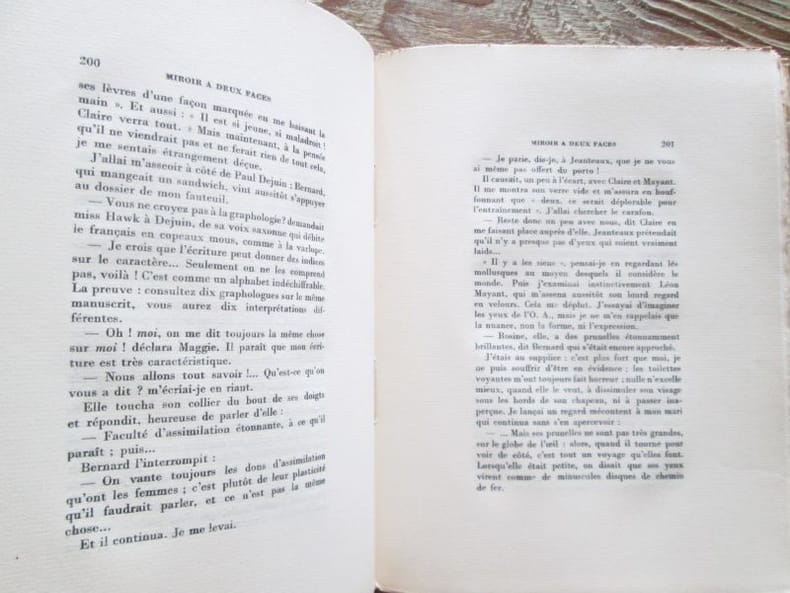 200
MIROIR A DEUX FACES
ses lèvres d'une façon marquée en me baisant la
main ». Et aussi : « Il est si jeune, si maladroit !
Claire verra tout. » Mais maintenant, à la pensée
qu'il ne viendrait pas et ne ferait rien de tout cela,
je me sentais étrangement déçue.
J'allai m'asseoir à côté de Paul Dejuin ; Bernard,
qui mangeait un sandwich, vint aussitôt s'appuyer
au dossier de mon fauteuil.
— Vous ne croyez pas à la graphologie? demandait
miss Hawk à Dejuin, de sa voix saxonne qui débite
le français en copeaux mous, comme à la varlope.
— Je crois que l'écriture peut donner des indices
sur le caractère... Seulement on ne les comprend
pas, voilà ! C'est comme un alphabet indéchiffrable.
La preuve : consultez dix graphologues sur le même
manuscrit, vous aurez dix interprétations dif-
férentes.
— Oh ! moi, on me dit toujours la même chose
sur moi ! déclara Maggie. Il paraît que mon écri-
ture est très caractéristique.
— Nous allons tout savoir !... Qu'est-ce qu'on
vous a dit ? m'écriai-je en riant.
Elle toucha son collier du bout de ses doigts
et répondit, heureuse de parler d'elle :
— Faculté d'assimilation étonnante, à ce qu'il
paraît ; puis...
Bernard l'interrompit :
— On vante toujours les dons d'assimilation
qu'ont les femmes ; c'est plutôt de leur plasticité
qu'il faudrait parler, et ce n'est pas la même
chose...
Et il continua. Je me levai.
MIROIR A DEUX FACES
201
— Je parie, dis-je, à Jeanteaux, que je ne vous
ai même pas offert du porto !
Il causait, un peu à l'écart, avec Claire et Mayant.
Il me montra son verre vide et m'assura en bouf-
fonnant que « deux, ce serait déplorable pour
l'entraînement ». J'allai chercher le carafon.
— Reste donc un peu avec nous, dit Claire en
me faisant place auprès d'elle. Jeanteaux prétendait
qu'il n'y a presque pas d'yeux qui soient vraiment
laids...
« Il y a les siens », pensai-je en regardant les
mollusques au moyen desquels il considère le
monde. Puis j'examinai instinctivement Léon
Mayant, qui m'assena aussitôt son lourd regard
en velours. Cela me déplut. J'essayai d'imaginer
les yeux de l'O. A., mais je ne m'en rappelais que
la nuance, non la forme, ni l'expression.
— Rosine, elle a des prunelles étonnamment
brillantes, dit Bernard qui s'était encore approché.
J'étais au supplice : c'est plus fort que moi, je
ne puis souffrir d'être en évidence ; les toilettes
voyantes m'ont toujours fait horreur ; nulle n'excelle
mieux, quand elle le veut, à dissimuler son visage
sous les bords de son chapeau, ni à passer ina-
perçue. Je lançai un regard mécontent à mon mari
qui continua sans s'en apercevoir :
— ... Mais ses prunelles ne sont pas très grandes,
sur le globe de l'œil : alors, quand il tourne pour
voir de côté, c'est tout un voyage qu'elles font.
Lorsqu'elle était petite, on disait que ses yeux
virent comme de minuscules disques de chemin
de fer.